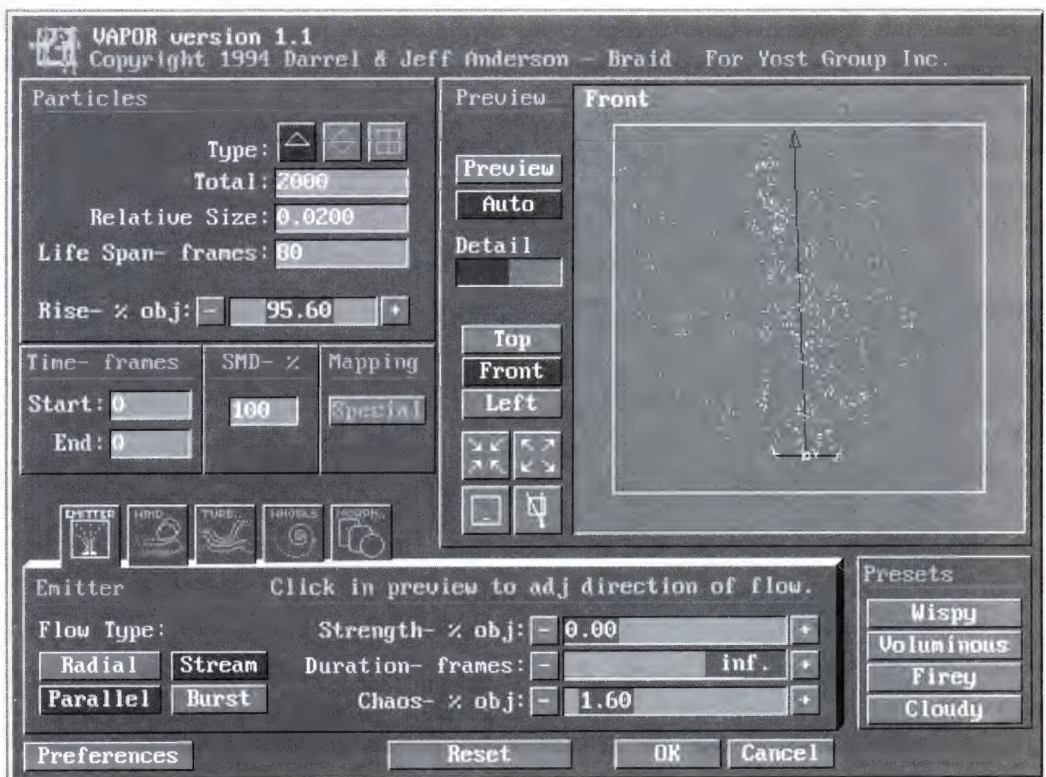 VAPOR version 1.1
Copyright 1994 Darrel & Jeff Anderson - Braid For Yost Group Inc.
Particles
Type:
Total: 2000
Relative Size: 0.0200
Life Span- frames: 80
Rise- % obj: - 95.60 +
Time- frames
Start: 0
End: 0
SMD- %
100
Mapping
Special
Preview
Preview
Auto
Detail
Top
Front
Left
Front
EMITTER
WIND
TURB..
WHORLS
MORPH..
Emitter
Click in preview to adj direction of flow.
Flow Type:
Radial Stream
Parallel Burst
Strength- % obj: - 0.00 +
Duration- frames: - inf. +
Chaos- % obj: - 1.60 +
Presets
Wispy
Voluminous
Firey
Cloudy
Preferences Reset OK Cancel